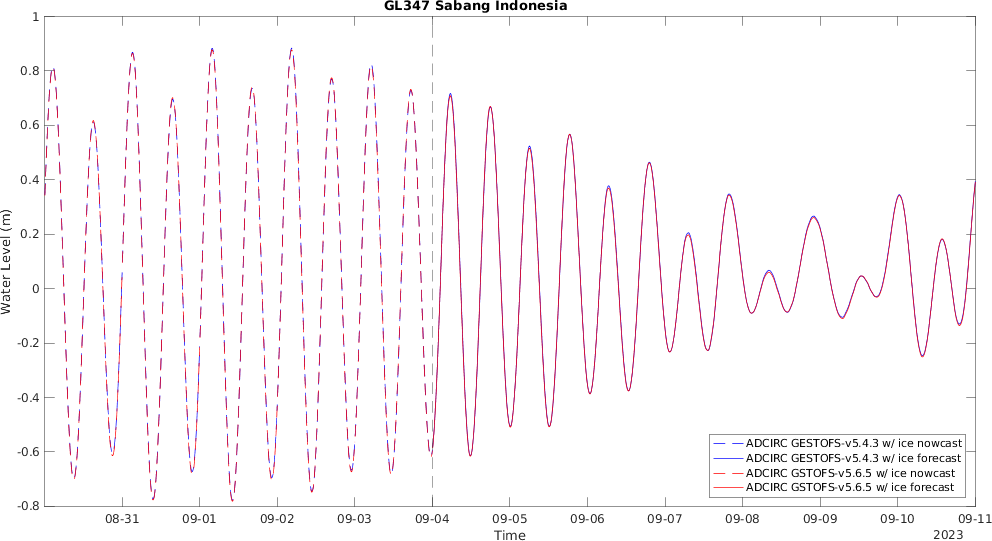 GL347 Sabang Indonesia
1
0.8
0.6
0.4
0.2
0
-0.2
-0.4
-0.6
-0.8
Water Level (m)
ADCIRC GESTOFS-v5.4.3 w/ ice nowcast
ADCIRC GESTOFS-v5.4.3 w/ ice forecast
ADCIRC GSTOFS-v5.6.5 w/ ice nowcast
ADCIRC GSTOFS-v5.6.5 w/ ice forecast
08-31 09-01 09-02 09-03 09-04 09-05 09-06 09-07 09-08 09-09 09-10 09-11
Time
2023